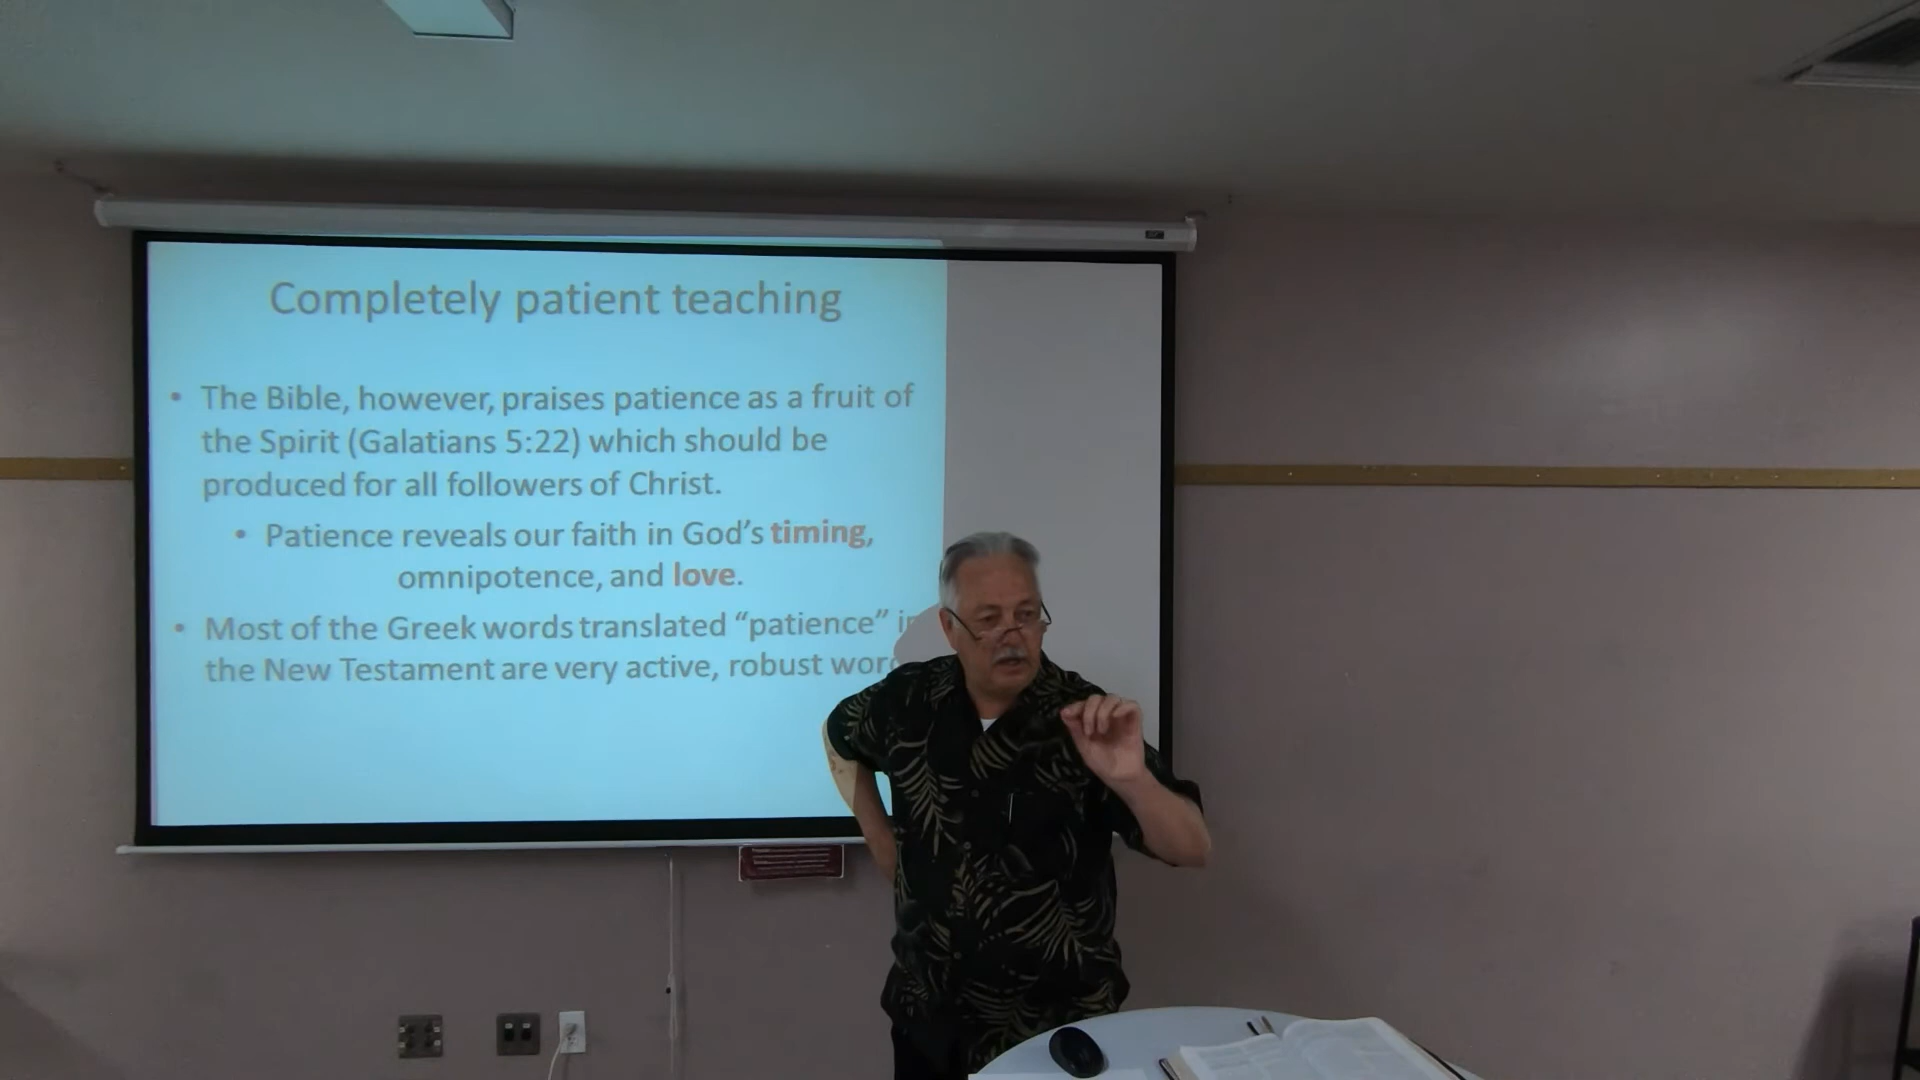 Completely patient teaching
• The Bible, however, praises patience as a fruit of
the Spirit (Galatians 5:22) which should be
produced for all followers of Christ.
• Patience reveals our faith in God's timing,
omnipotence, and love.
• Most of the Greek words translated “patience”
the New Testament are very active, robust